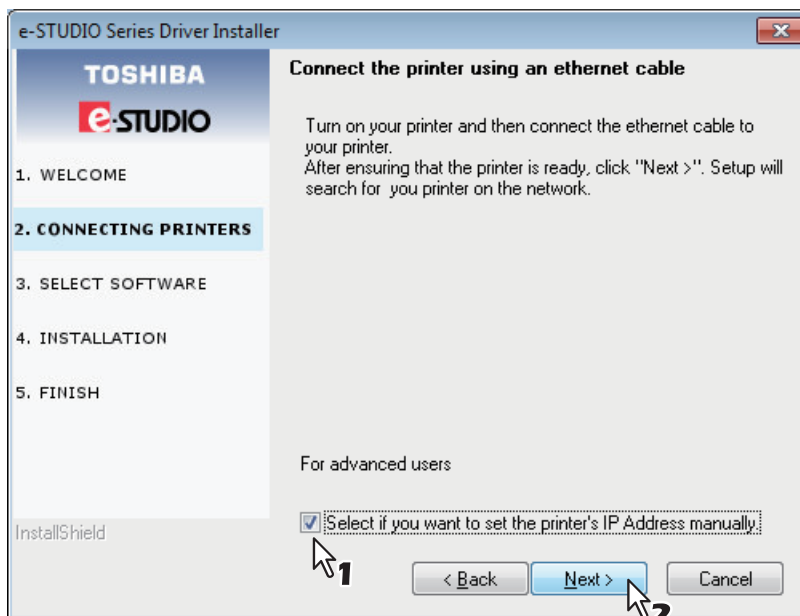 e-STUDIO Series Driver Installer
TOSHIBA
e-STUDIO
1. WELCOME
2. CONNECTING PRINTERS
3. SELECT SOFTWARE
4. INSTALLATION
5. FINISH
InstallShield
Connect the printer using an ethernet cable
Turn on your printer and then connect the ethernet cable to
your printer.
After ensuring that the printer is ready, click "Next >". Setup will
search for you printer on the network.
For advanced users
Select if you want to set the printer's IP Address manually.
1
< Back
Next >
Cancel
2